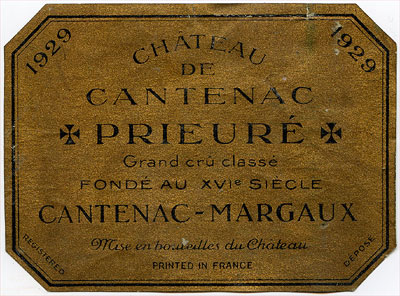 1929
1929
CHÂTEAU
DE
CANTENAC
✠ PRIEURÉ ✠
Grand crû classé
FONDÉ AU XVIe SIÈCLE
CANTENAC-MARGAUX
Mise en bouteilles du Château
REGISTERED
DÉPOSÉ
PRINTED IN FRANCE